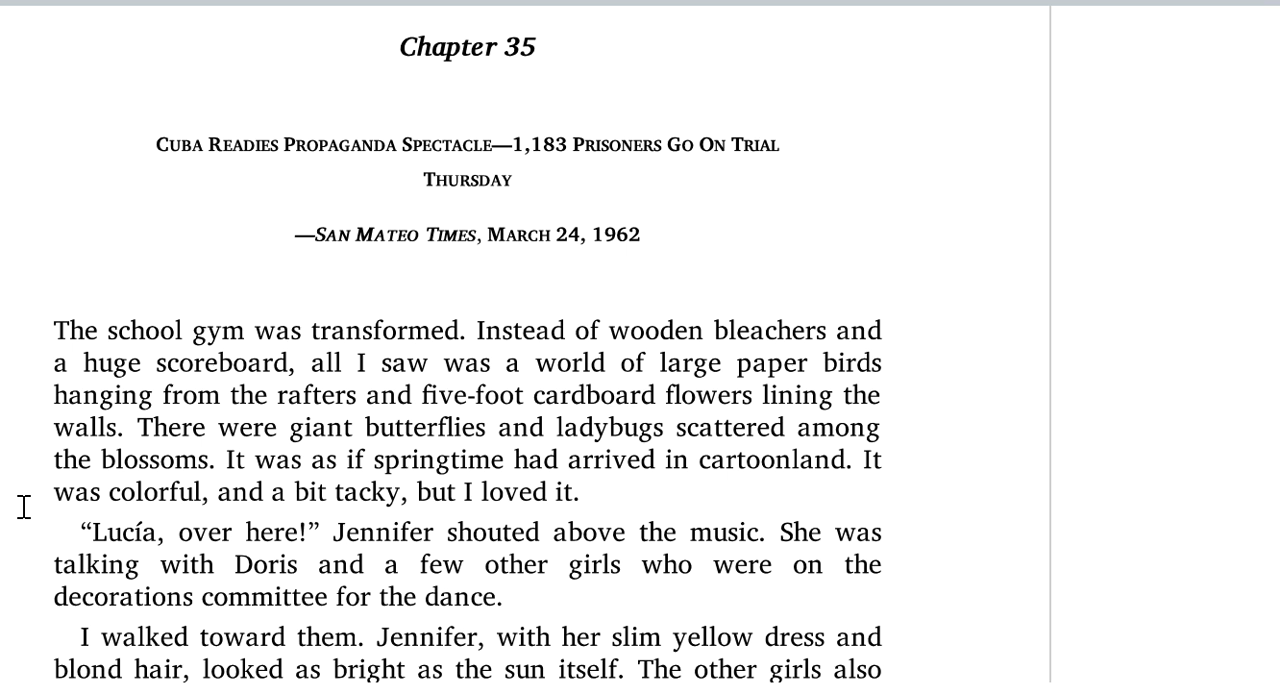 Chapter 35
Cuba Readies Propaganda Spectacle—1,183 Prisoners Go On Trial
Thursday
—San Mateo Times, March 24, 1962
The school gym was transformed. Instead of wooden bleachers and
a huge scoreboard, all I saw was a world of large paper birds
hanging from the rafters and five-foot cardboard flowers lining the
walls. There were giant butterflies and ladybugs scattered among
the blossoms. It was as if springtime had arrived in cartoonland. It
was colorful, and a bit tacky, but I loved it.
“Lucía, over here!” Jennifer shouted above the music. She was
talking with Doris and a few other girls who were on the
decorations committee for the dance.
I walked toward them. Jennifer, with her slim yellow dress and
blond hair, looked as bright as the sun itself. The other girls also